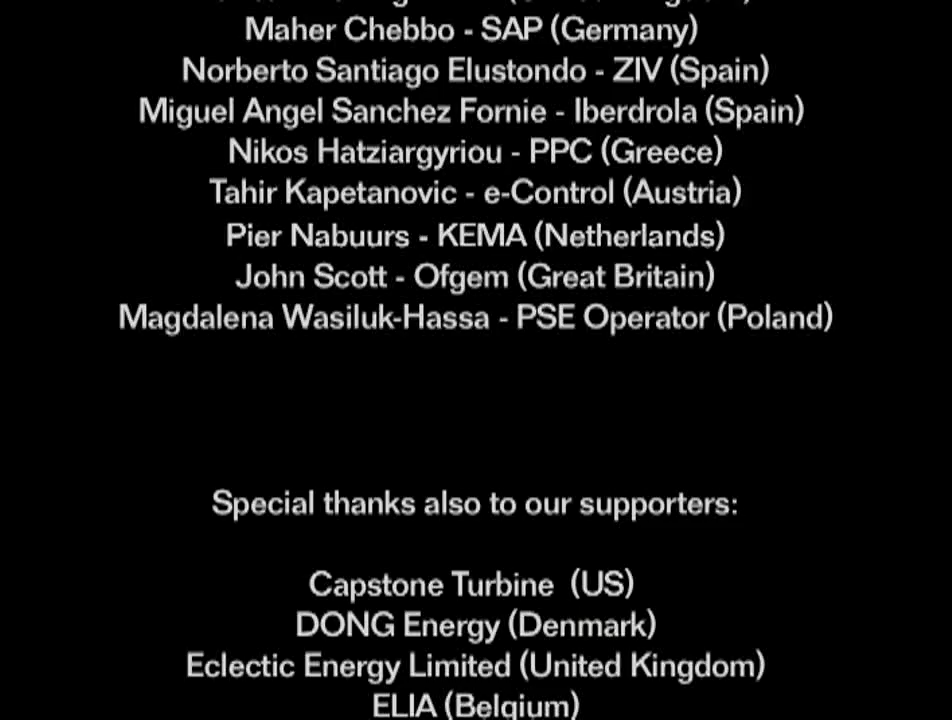 Maher Chebbo - SAP (Germany)
Norberto Santiago Elustondo - ZIV (Spain)
Miguel Angel Sanchez Fornie - Iberdrola (Spain)
Nikos Hatziargyriou - PPC (Greece)
Tahir Kapetanovic - e-Control (Austria)
Pier Nabuurs - KEMA (Netherlands)
John Scott - Ofgem (Great Britain)
Magdalena Wasiluk-Hassa - PSE Operator (Poland)
Special thanks also to our supporters:
Capstone Turbine  (US)
DONG Energy (Denmark)
Eclectic Energy Limited (United Kingdom)
ELIA (Belgium)